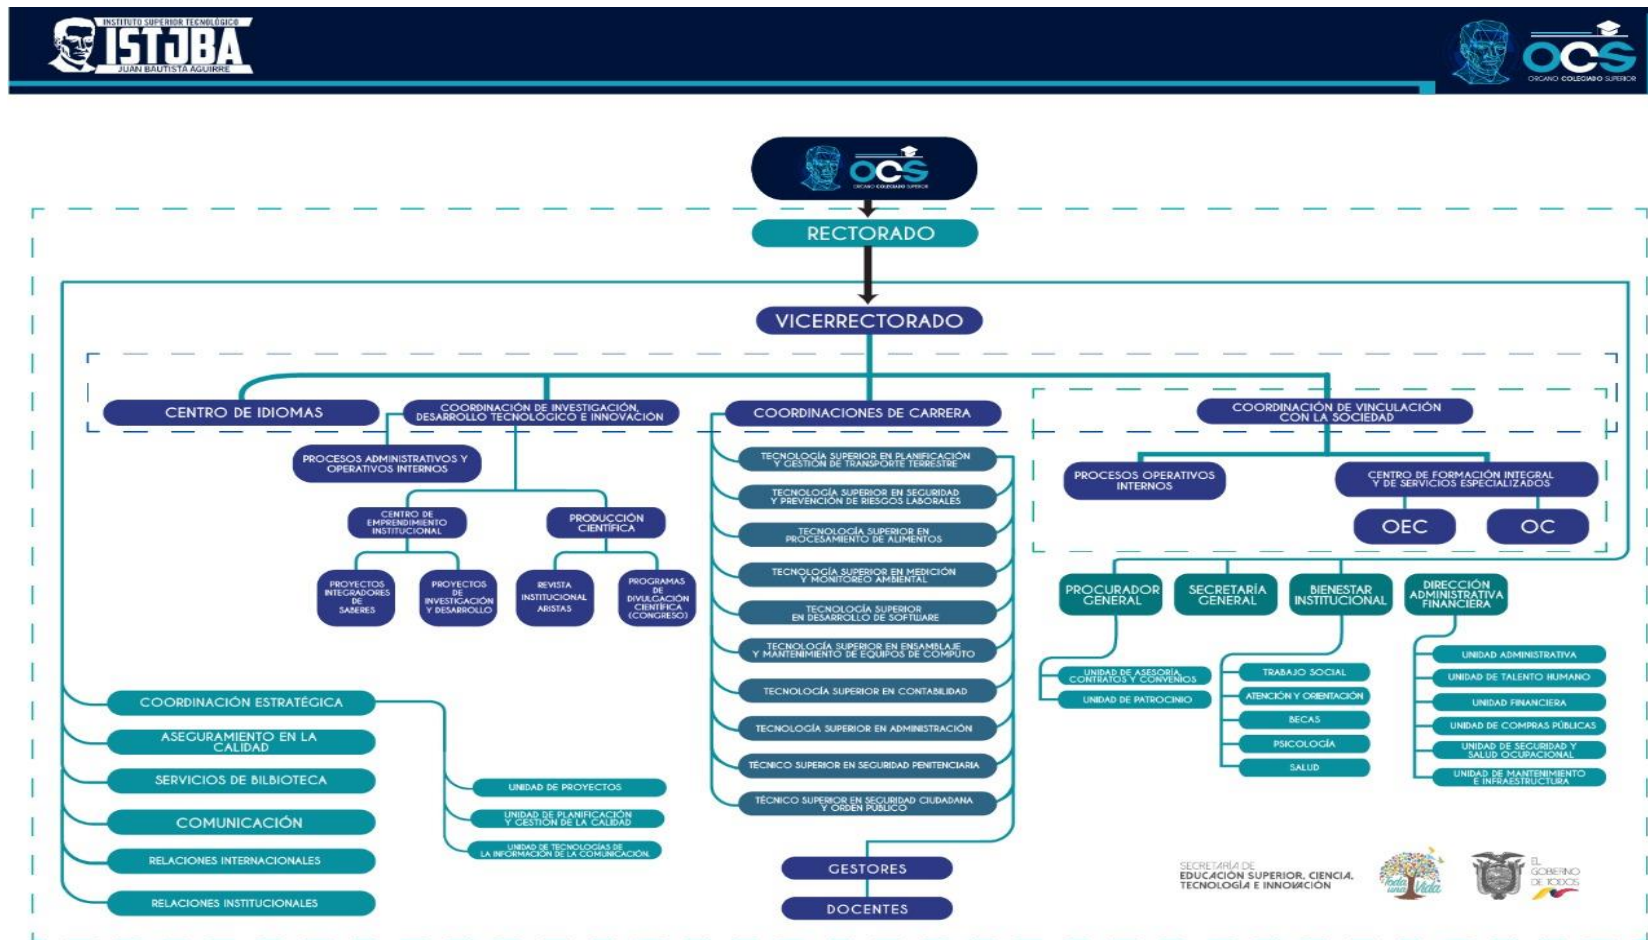 INSTITUTO SUPERIOR TECNOLÓGICO
ISTJBA
JUAN BAUTISTA AGUIRRE
OCS
ORGANO COLEGIADO SUPERIOR
OCS
ORGANO COLEGIADO SUPERIOR
RECTORADO
VICERRECTORADO
CENTRO DE IDIOMAS
COORDINACIÓN DE INVESTIGACIÓN,
DESARROLLO TECNOLÓGICO E INNOVACIÓN
COORDINACIONES DE CARRERA
COORDINACIÓN DE VINCULACIÓN
CON LA SOCIEDAD
PROCESOS ADMINISTRATIVOS Y
OPERATIVOS INTERNOS
CENTRO DE
EMPRENDIMIENTO
INSTITUCIONAL
PRODUCCIÓN
CIENTÍFICA
PROYECTOS
INTEGRADORES
DE
SABERES
PROYECTOS
DE
INVESTIGACIÓN
Y DESARROLLO
REVISTA
INSTITUCIONAL
ARISTAS
PROGRAMAS
DE
DIVULGACIÓN
CIENTÍFICA
(CONGRESO)
TECNOLOGÍA SUPERIOR EN PLANIFICACIÓN
Y GESTIÓN DE TRANSPORTE TERRESTRE
TECNOLOGÍA SUPERIOR EN SEGURIDAD
Y PREVENCIÓN DE RIESGOS LABORALES
TECNOLOGÍA SUPERIOR EN
PROCESAMIENTO DE ALIMENTOS
TECNOLOGÍA SUPERIOR EN MEDICIÓN
Y MONITOREO AMBIENTAL
TECNOLOGÍA SUPERIOR
EN DESARROLLO DE SOFTWARE
TECNOLOGÍA SUPERIOR EN ENSAMBLAJE
Y MANTENIMIENTO DE EQUIPOS DE COMPUTO
TECNOLOGÍA SUPERIOR EN CONTABILIDAD
TECNOLOGÍA SUPERIOR EN ADMINISTRACIÓN
TÉCNICO SUPERIOR EN SEGURIDAD PENITENCIARIA
TÉCNICO SUPERIOR EN SEGURIDAD CIUDADANA
Y ORDEN PÚBLICO
GESTORES
DOCENTES
PROCESOS OPERATIVOS
INTERNOS
CENTRO DE FORMACIÓN INTEGRAL
Y DE SERVICIOS ESPECIALIZADOS
OEC
OC
PROCURADOR
GENERAL
SECRETARÍA
GENERAL
BIENESTAR
INSTITUCIONAL
DIRECCIÓN
ADMINISTRATIVA
FINANCIERA
UNIDAD DE ASESORÍA,
CONTRATOS Y CONVENIOS
UNIDAD DE PATROCINIO
TRABAJO SOCIAL
ATENCIÓN Y ORIENTACIÓN
BECAS
PSICOLOGÍA
SALUD
UNIDAD ADMINISTRATIVA
UNIDAD DE TALENTO HUMANO
UNIDAD FINANCIERA
UNIDAD DE COMPRAS PÚBLICAS
UNIDAD DE SEGURIDAD Y
SALUD OCUPACIONAL
UNIDAD DE MANTENIMIENTO
E INFRAESTRUCTURA
COORDINACIÓN ESTRATÉGICA
ASEGURAMIENTO EN LA
CALIDAD
SERVICIOS DE BILBIOTECA
COMUNICACIÓN
RELACIONES INTERNACIONALES
RELACIONES INSTITUCIONALES
UNIDAD DE PROYECTOS
UNIDAD DE PLANIFICACIÓN
Y GESTIÓN DE LA CALIDAD
UNIDAD DE TECNOLOGÍAS DE
LA INFORMACIÓN DE LA COMUNICACIÓN.
SECRETARÍA DE
EDUCACIÓN SUPERIOR, CIENCIA,
TECNOLOGÍA E INNOVACIÓN
Toda
una Vida
EL
GOBIERNO
DE TODOS